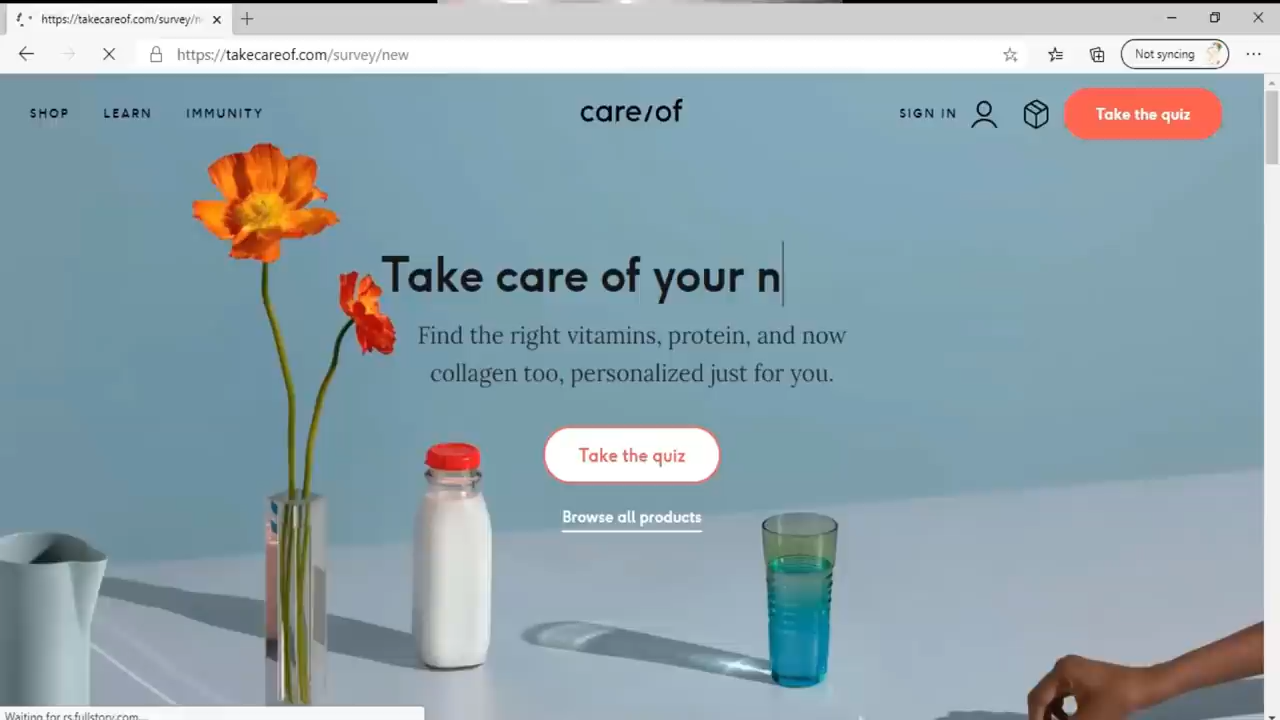 https://takecareof.com/survey/n
https://takecareof.com/survey/new
Not syncing
SHOP
LEARN
IMMUNITY
care/of
SIGN IN
Take the quiz
Take care of your n
Find the right vitamins, protein, and now
collagen too, personalized just for you.
Take the quiz
Browse all products
Waiting for rs.fullstory.com...